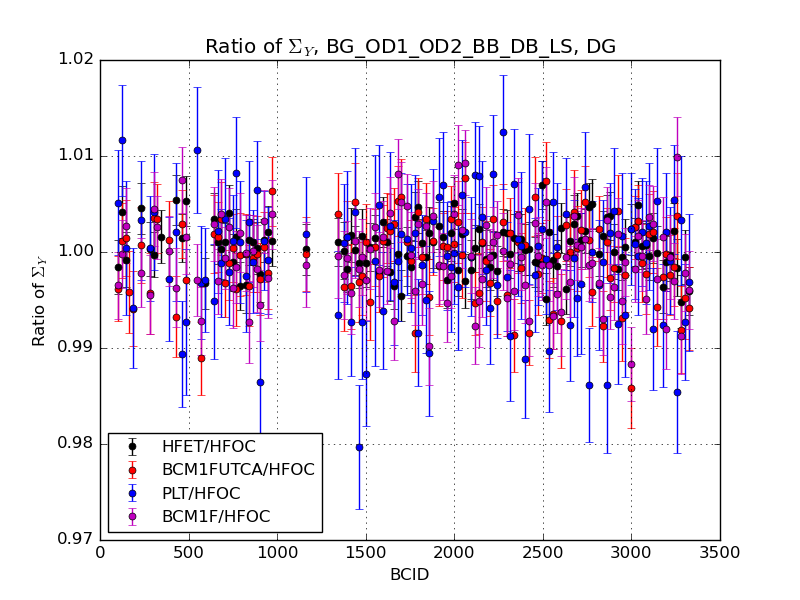 Ratio of Σ_Y, BG_OD1_OD2_BB_DB_LS, DG
1.02
1.01
1.00
0.99
0.98
0.97
Ratio of Σ_Y
HFET/HFOC
BCM1FUTCA/HFOC
PLT/HFOC
BCM1F/HFOC
0 500 1000 1500 2000 2500 3000 3500
BCID